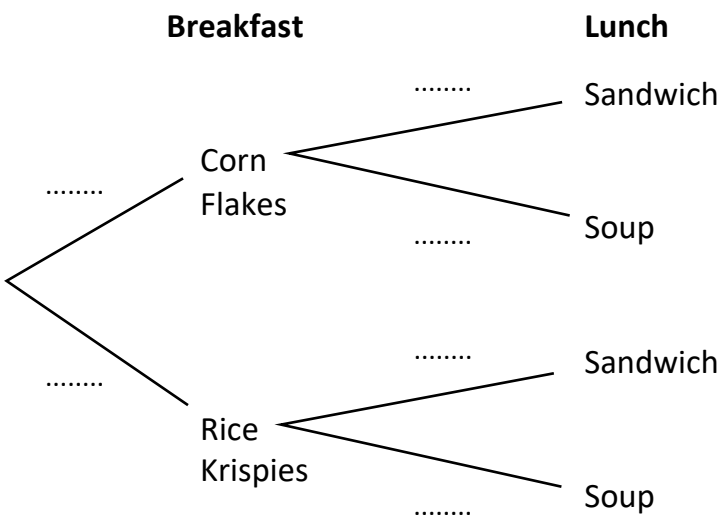 Breakfast
Lunch
........
Sandwich
Corn
Flakes
........
........
Soup
........
........
Sandwich
Rice
Krispies
........
Soup